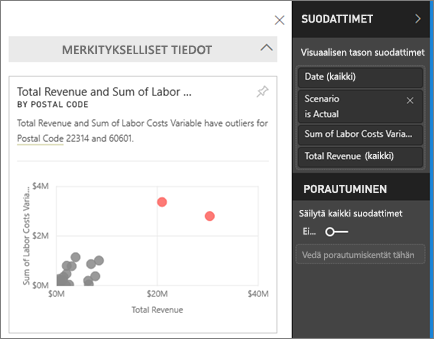 MERKITYKSELLISET TIEDOT
Total Revenue and Sum of Labor ...
BY POSTAL CODE
Total Revenue and Sum of Labor Costs Variable have outliers for
Postal Code 22314 and 60601.
Sum of Labor Costs Varia...
$4M
$2M
$0M
$0M
$20M
$40M
Total Revenue
SUODATTIMET
Visuaalisen tason suodattimet
Date (kaikki)
Scenario
is Actual
Sum of Labor Costs Varia...
Total Revenue (kaikki)
PORAUTUMINEN
Säilytä kaikki suodattimet
Ei...
Vedä porautumiskentät tähän